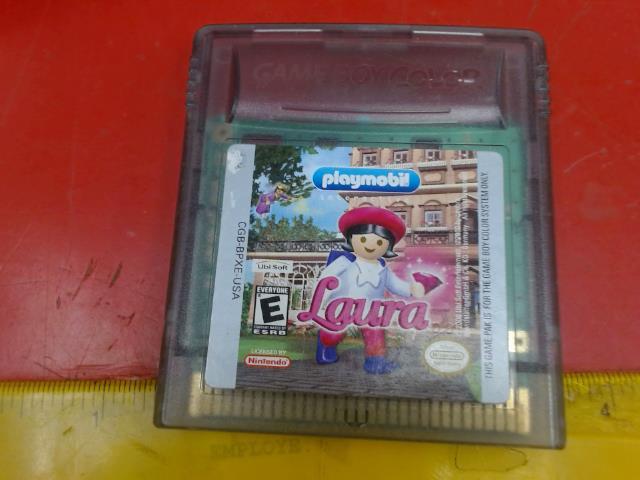 GAME BOY COLOR
playmobil
CGB-BPXE-USA
Ubi Soft
EVERYONE
E
ESRB
Laura
LICENSED BY
Nintendo
Nintendo
THIS GAME PAK IS FOR THE GAME BOY COLOR SYSTEM ONLY.
4
EMPLOYE